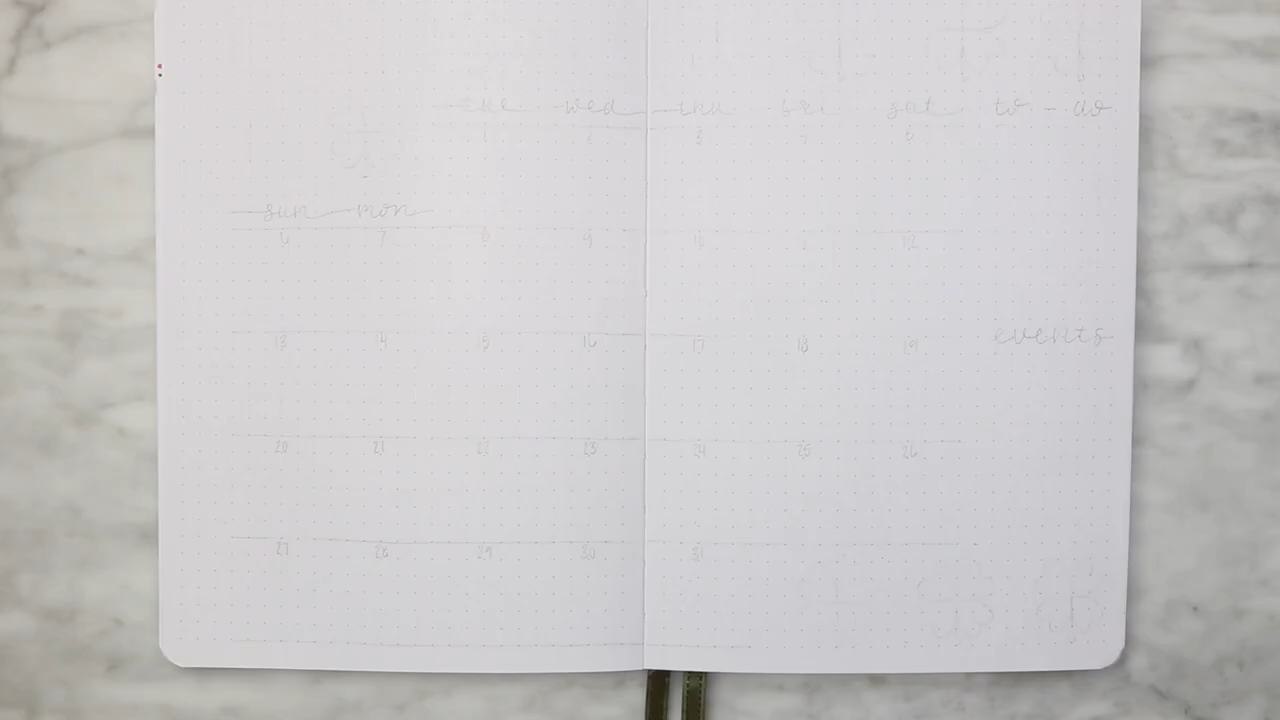 tue wed thu fri sat to-do
1 2 3 4 5
sun mon
6 7 8 9 10 12
events
13 14 15 16 17 18 19
20 21 22 23 24 25 26
27 28 29 30 31